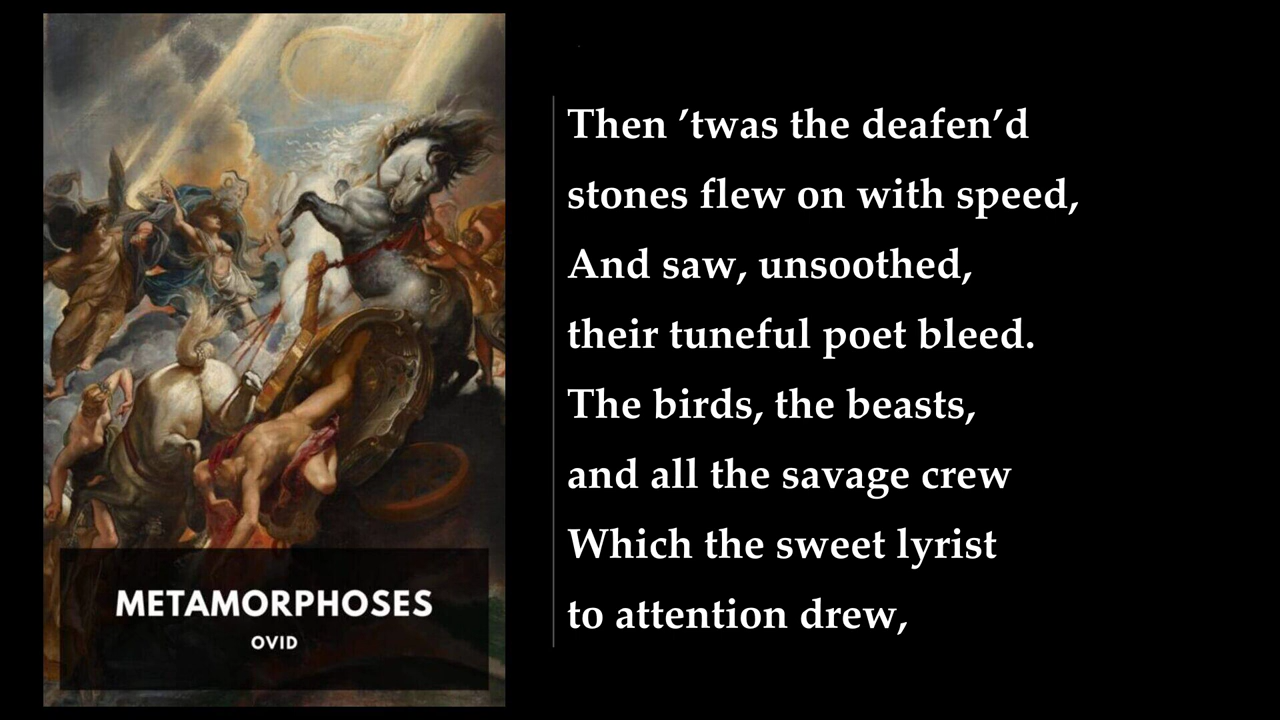 METAMORPHOSES
OVID
Then ’twas the deafen’d
stones flew on with speed,
And saw, unsoothed,
their tuneful poet bleed.
The birds, the beasts,
and all the savage crew
Which the sweet lyrist
to attention drew,